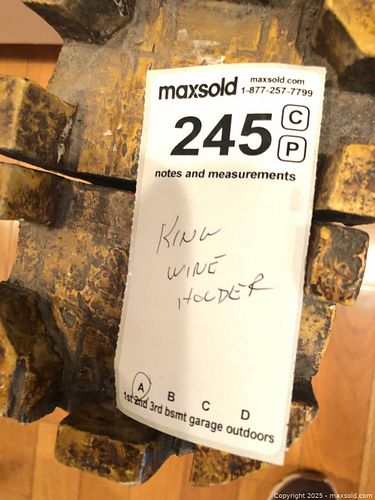 maxsold maxsold.com
1-877-257-7799
245 C
P
notes and measurements
KING
WINE
HOLDER
A B C D
1st 2nd 3rd bsmt garage outdoors
Copyright 2025 - maxsold.com